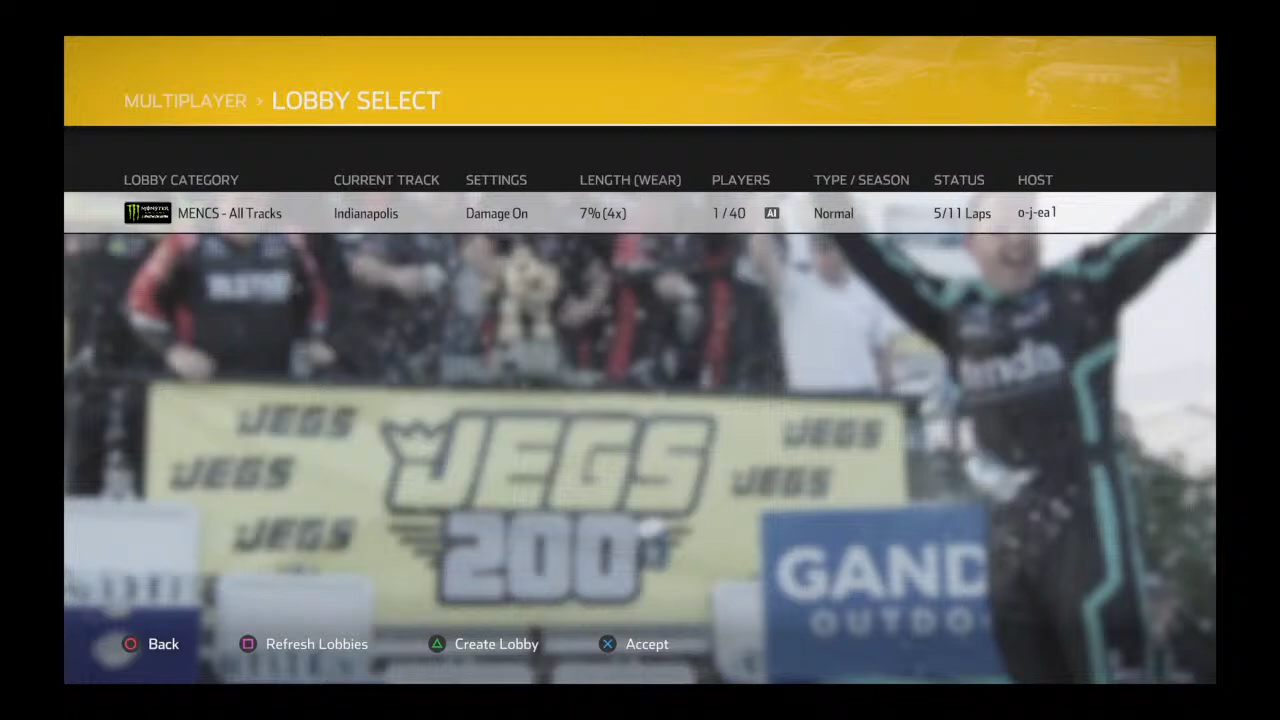 MULTIPLAYER › LOBBY SELECT
LOBBY CATEGORY CURRENT TRACK SETTINGS LENGTH (WEAR) PLAYERS TYPE / SEASON STATUS HOST
MONSTER MENCS - All Tracks Indianapolis Damage On 7% (4x) 1 / 40 AI Normal 5/11 Laps o-j-ea1
JEGS JEGS JEGS
JEGS JEGS
JEGS
200
GAND
OUTDO
Back Refresh Lobbies Create Lobby Accept